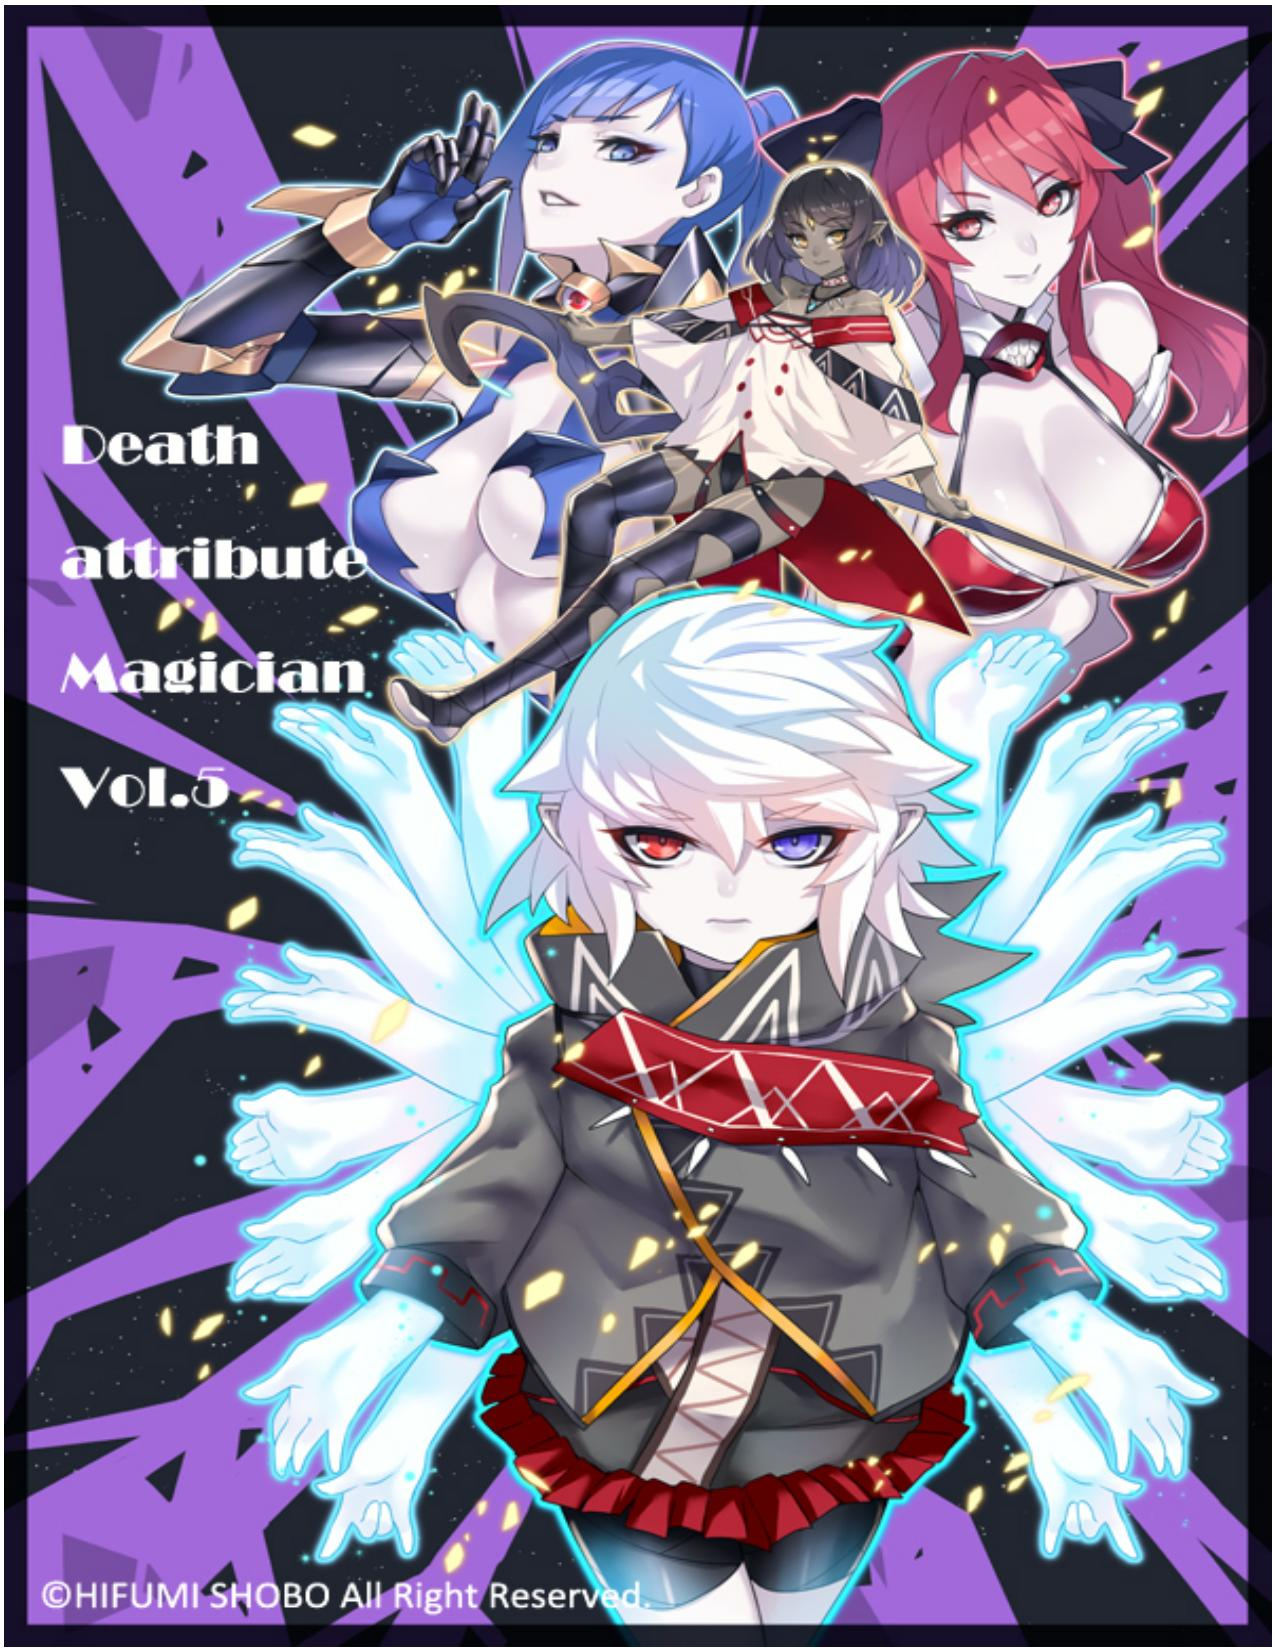 Death
attribute
Magician
Vol.5
©HIFUMI SHOBO All Right Reserved.